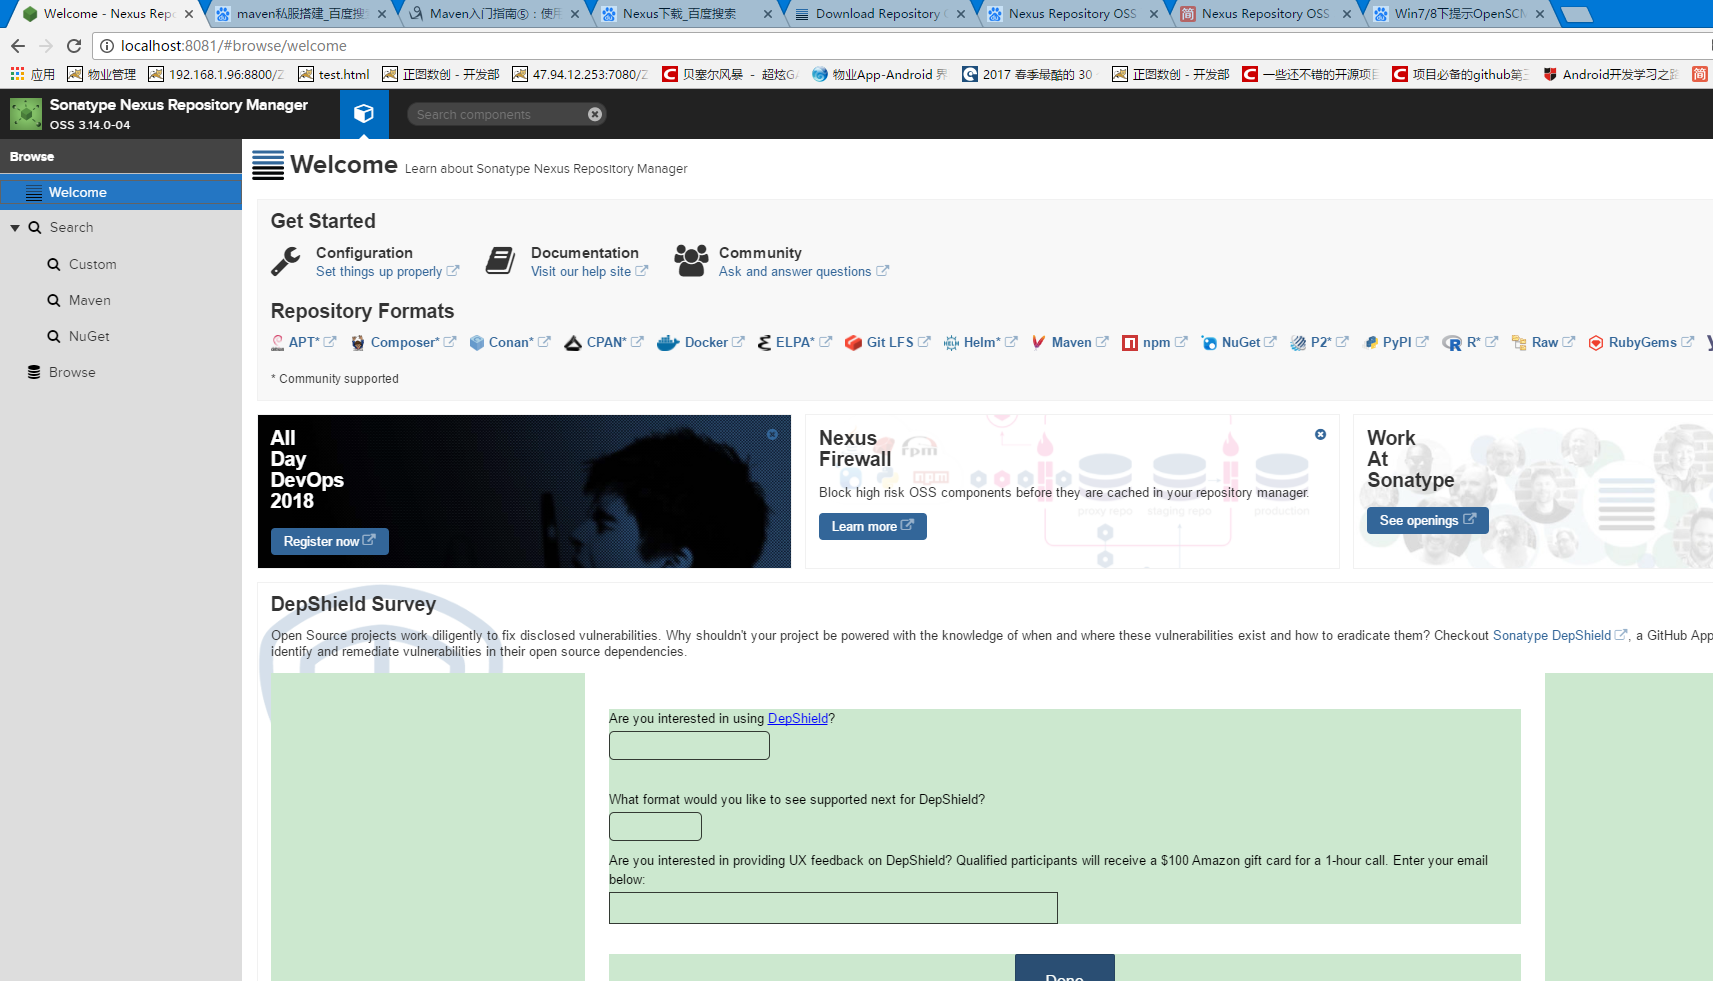 Welcome - Nexus Repo
maven私服搭建_百度搜
Maven入门指南⑤：使用
Nexus下载_百度搜索
Download Repository
Nexus Repository OSS
Nexus Repository OSS
Win7/8下提示OpenSCM
localhost:8081/#browse/welcome
应用
物业管理
192.168.1.96:8800/Z
test.html
正图数创 - 开发部
47.94.12.253:7080/Z
贝塞尔风暴 - 超炫GA
物业App-Android 界
2017 春季最酷的 30
正图数创 - 开发部
一些还不错的开源项目
项目必备的github第三
Android开发学习之路
简
Sonatype Nexus Repository Manager
OSS 3.14.0-04
Search components
Browse
Welcome
Search
Custom
Maven
NuGet
Browse
Welcome Learn about Sonatype Nexus Repository Manager
Get Started
Configuration
Set things up properly
Documentation
Visit our help site
Community
Ask and answer questions
Repository Formats
APT* Composer* Conan* CPAN* Docker ELPA* Git LFS Helm* Maven npm NuGet P2* PyPI R* Raw RubyGems
* Community supported
All
Day
DevOps
2018
Register now
Nexus
Firewall
rpm
npm
Block high risk OSS components before they are cached in your repository manager.
proxy repo staging repo production
Learn more
Work
At
Sonatype
See openings
DepShield Survey
Open Source projects work diligently to fix disclosed vulnerabilities. Why shouldn't your project be powered with the knowledge of when and where these vulnerabilities exist and how to eradicate them? Checkout Sonatype DepShield, a GitHub App
identify and remediate vulnerabilities in their open source dependencies.
Are you interested in using DepShield?
What format would you like to see supported next for DepShield?
Are you interested in providing UX feedback on DepShield? Qualified participants will receive a $100 Amazon gift card for a 1-hour call. Enter your email
below:
Done